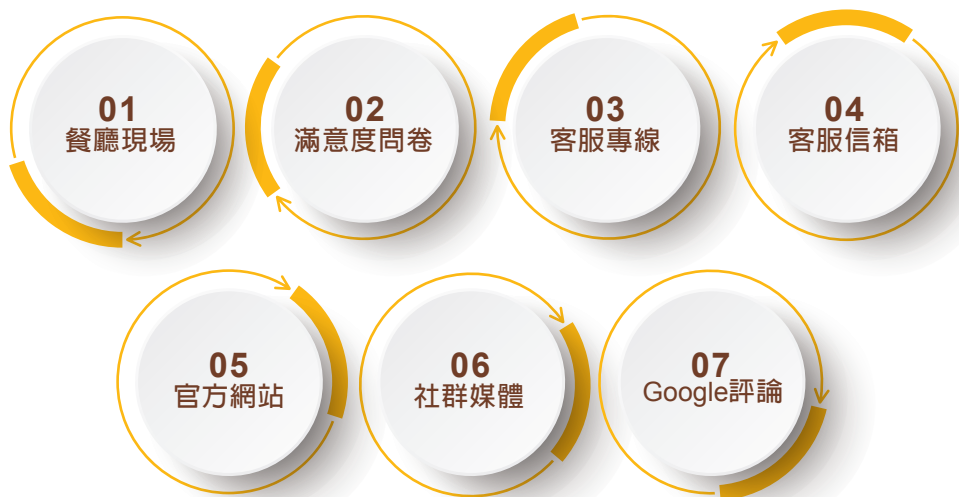 01
餐廳現場
02
滿意度問卷
03
客服專線
04
客服信箱
05
官方網站
06
社群媒體
07
Google評論